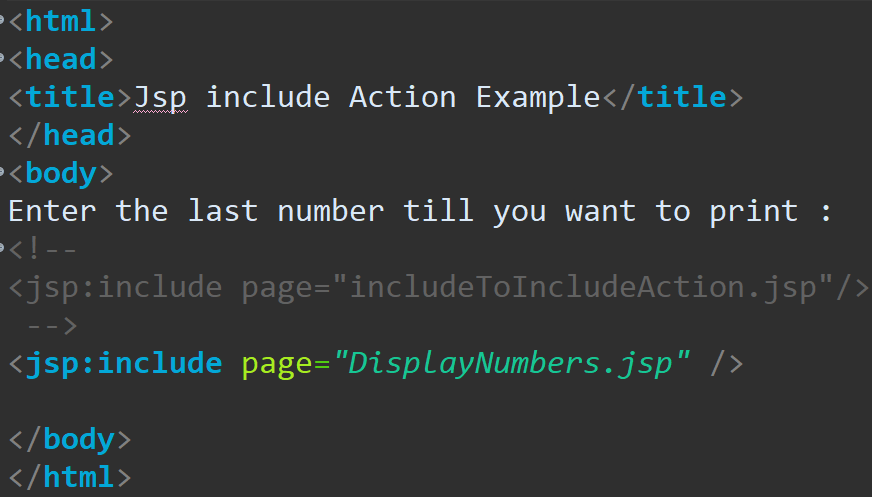 <html>
<head>
<title>Jsp include Action Example</title>
</head>
<body>
Enter the last number till you want to print :
<!--
<jsp:include page="includeToIncludeAction.jsp"/>
 -->
<jsp:include page="DisplayNumbers.jsp" />
</body>
</html>